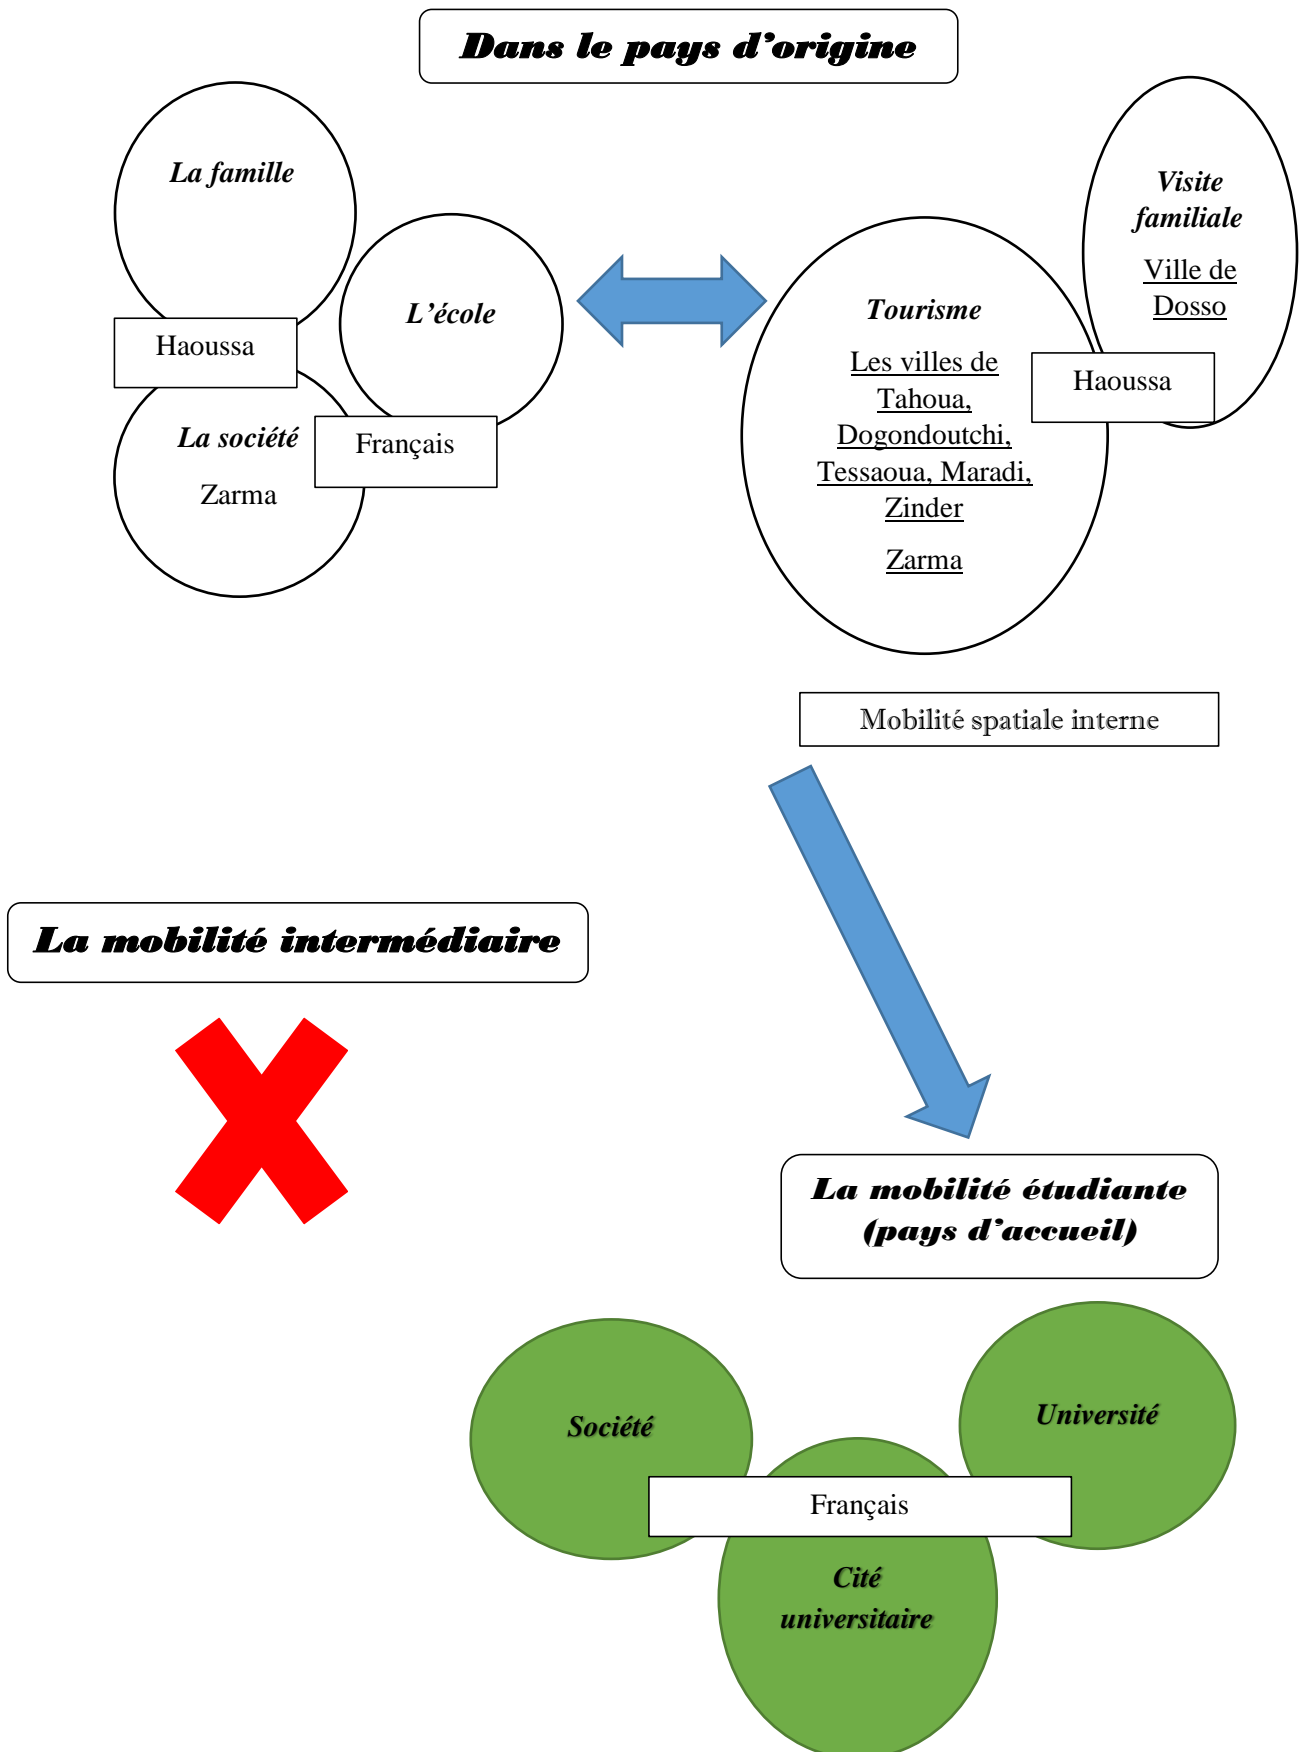 Dans le pays d’origine
La famille
Haoussa
L’école
La société
Zarma
Français
Visite
familiale
Ville de
Dosso
Tourisme
Les villes de
Tahoua,
Dogondoutchi,
Tessaoua, Maradi,
Zinder
Zarma
Haoussa
Mobilité spatiale interne
La mobilité intermédiaire
La mobilité étudiante
(pays d’accueil)
Société
Université
Français
Cité
universitaire